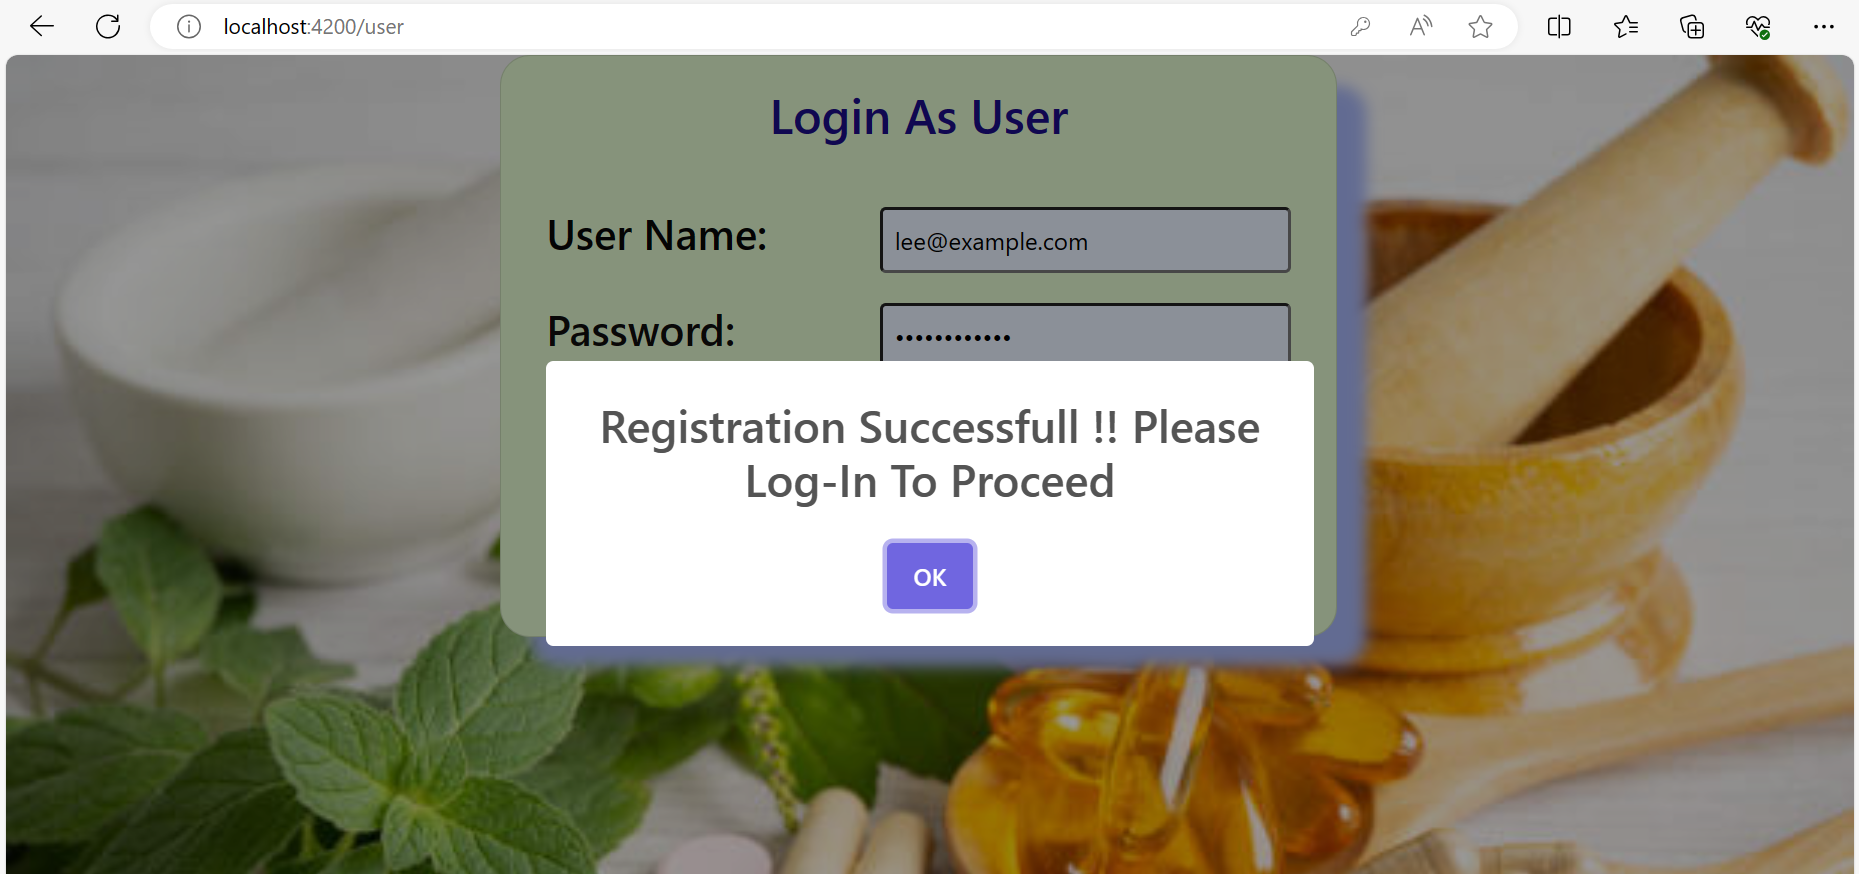 localhost:4200/user
Login As User
User Name:
lee@example.com
Password:
••••••••••••
Registration Successfull !! Please
Log-In To Proceed
OK